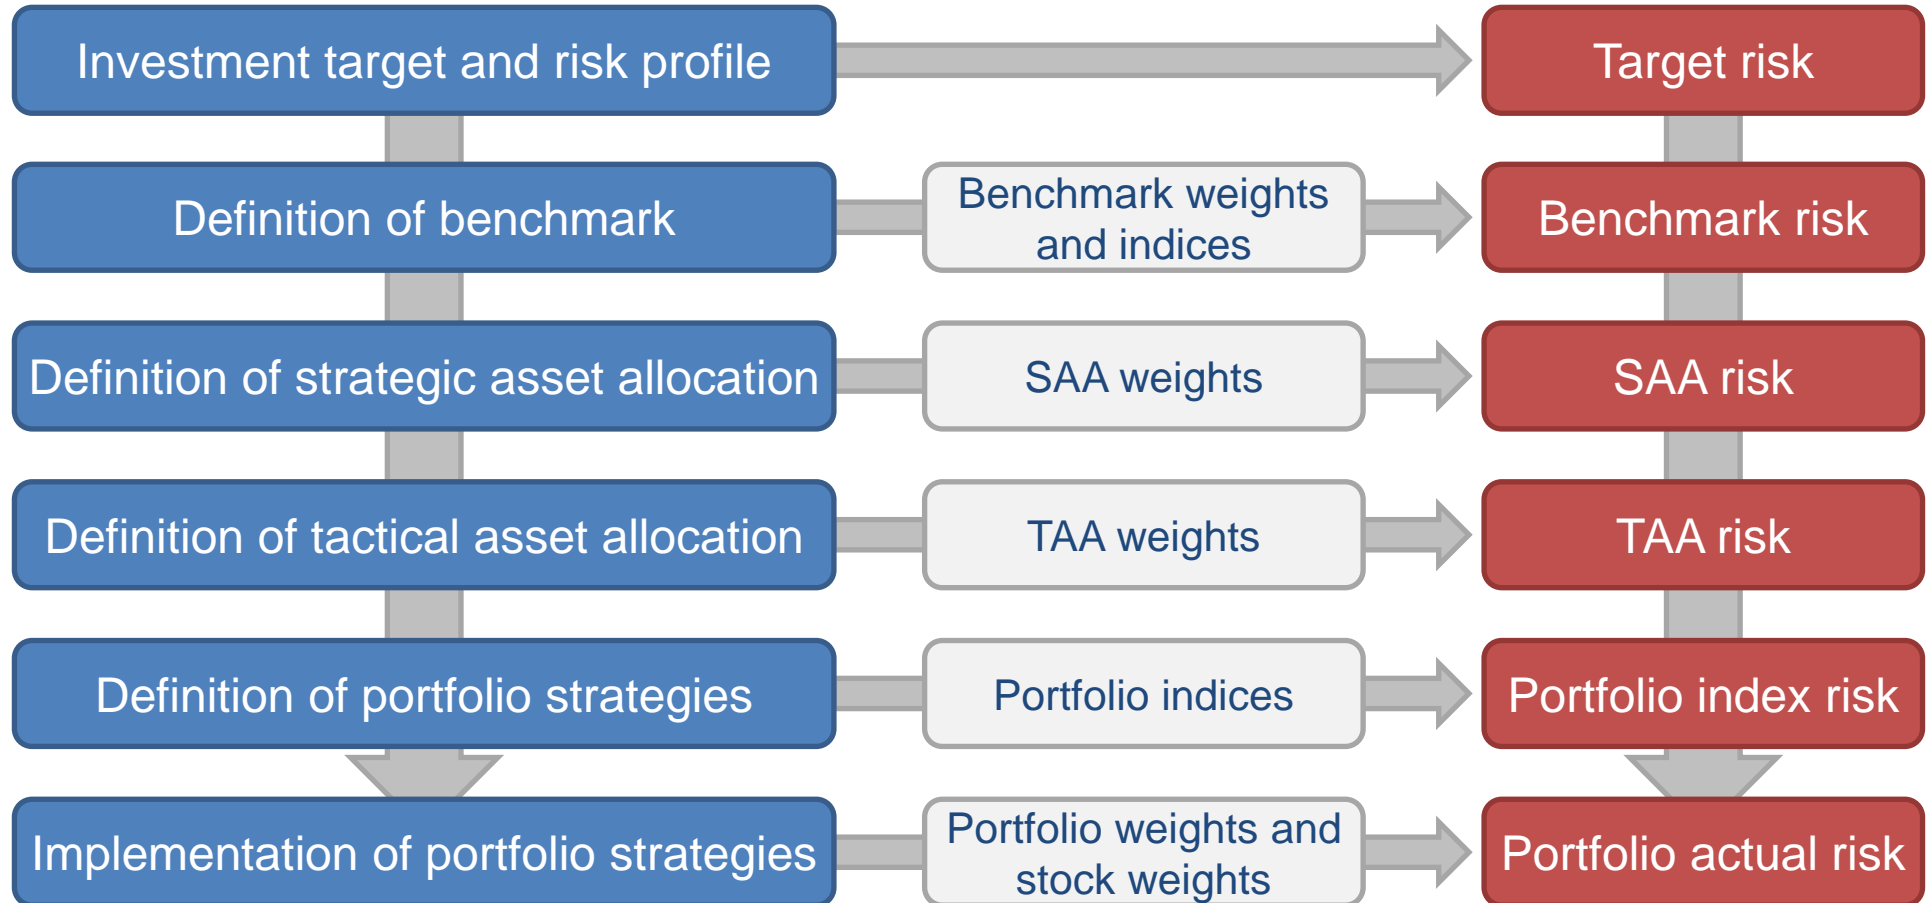 Investment target and risk profile
Target risk
Definition of benchmark
Benchmark weights
and indices
Benchmark risk
Definition of strategic asset allocation
SAA weights
SAA risk
Definition of tactical asset allocation
TAA weights
TAA risk
Definition of portfolio strategies
Portfolio indices
Portfolio index risk
Implementation of portfolio strategies
Portfolio weights and
stock weights
Portfolio actual risk